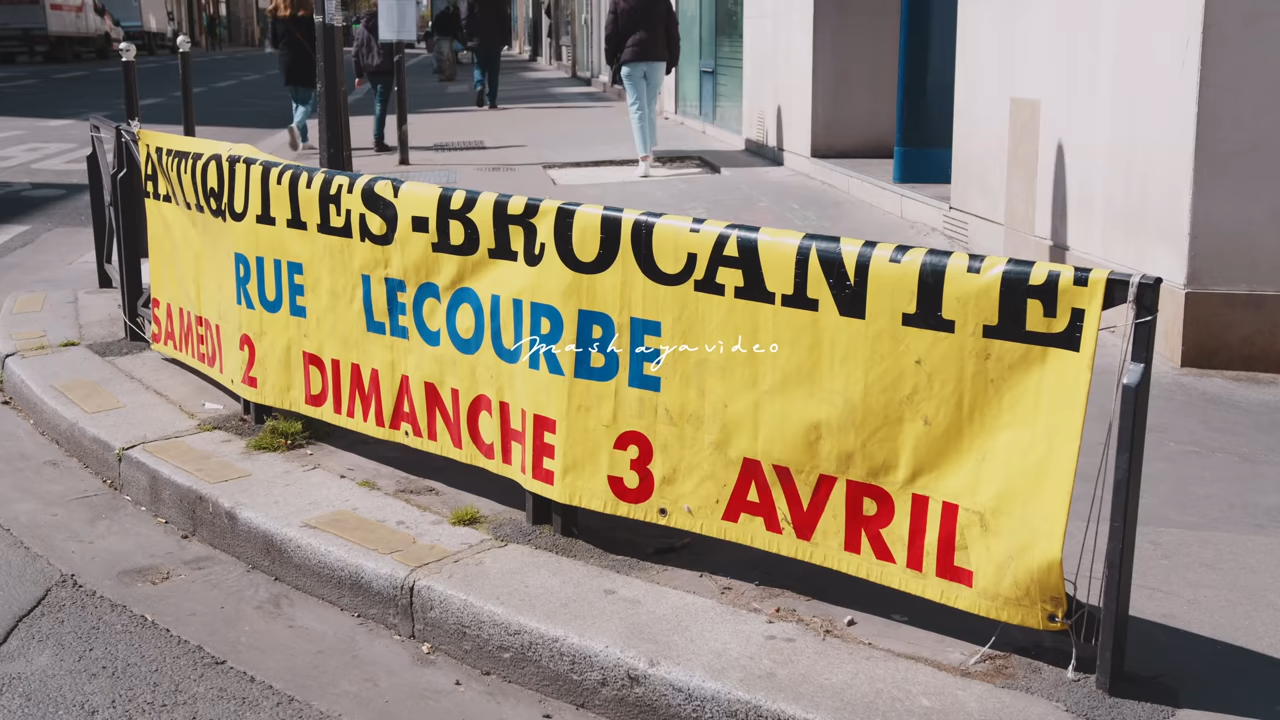 ANTIQUITES-BROCANTE
RUE LECOURBE
SAMEDI 2 DIMANCHE 3 AVRIL
mashayavideo